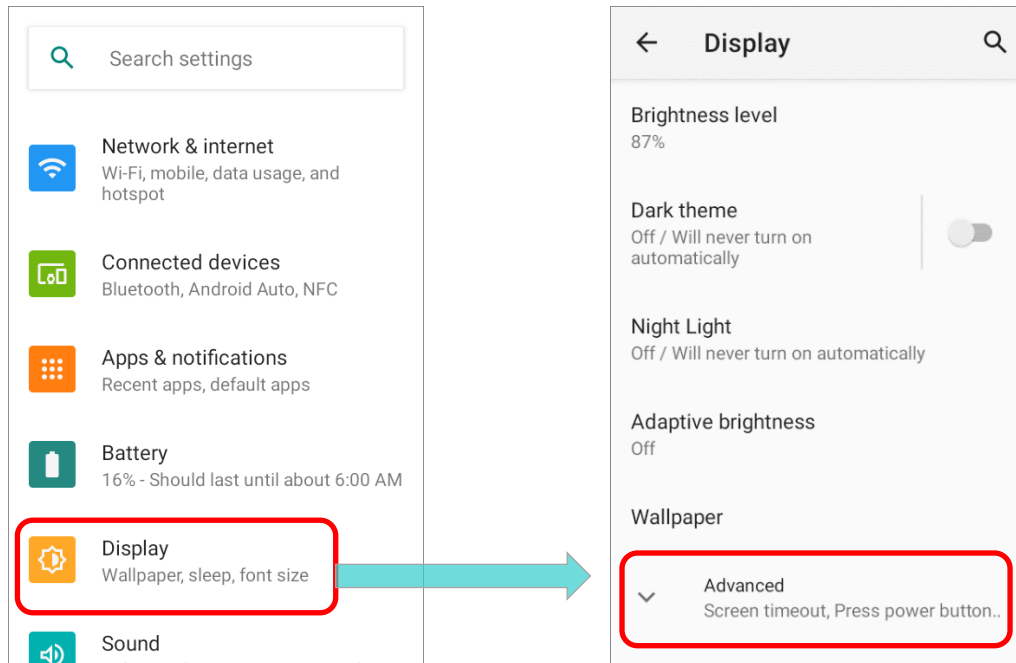 Search settings
Network & internet
Wi-Fi, mobile, data usage, and
hotspot
Connected devices
Bluetooth, Android Auto, NFC
Apps & notifications
Recent apps, default apps
Battery
16% - Should last until about 6:00 AM
Display
Wallpaper, sleep, font size
Sound
Display
Brightness level
87%
Dark theme
Off / Will never turn on
automatically
Night Light
Off / Will never turn on automatically
Adaptive brightness
Off
Wallpaper
Advanced
Screen timeout, Press power button..